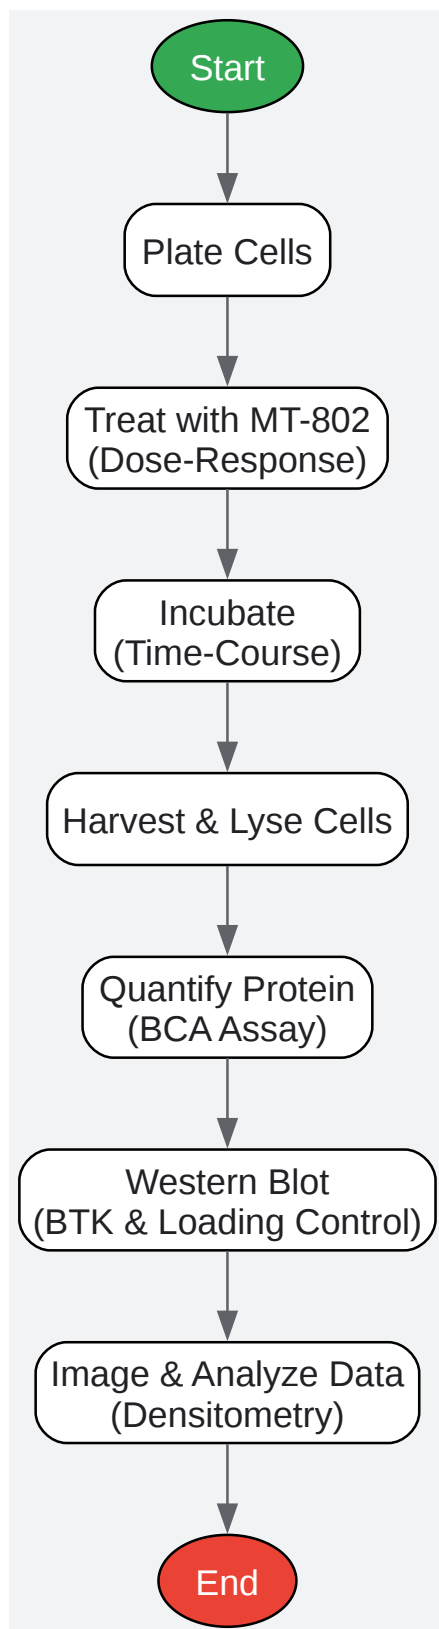 Start
Plate Cells
Treat with MT-802
(Dose-Response)
Incubate
(Time-Course)
Harvest & Lyse Cells
Quantify Protein
(BCA Assay)
Western Blot
(BTK & Loading Control)
Image & Analyze Data
(Densitometry)
End